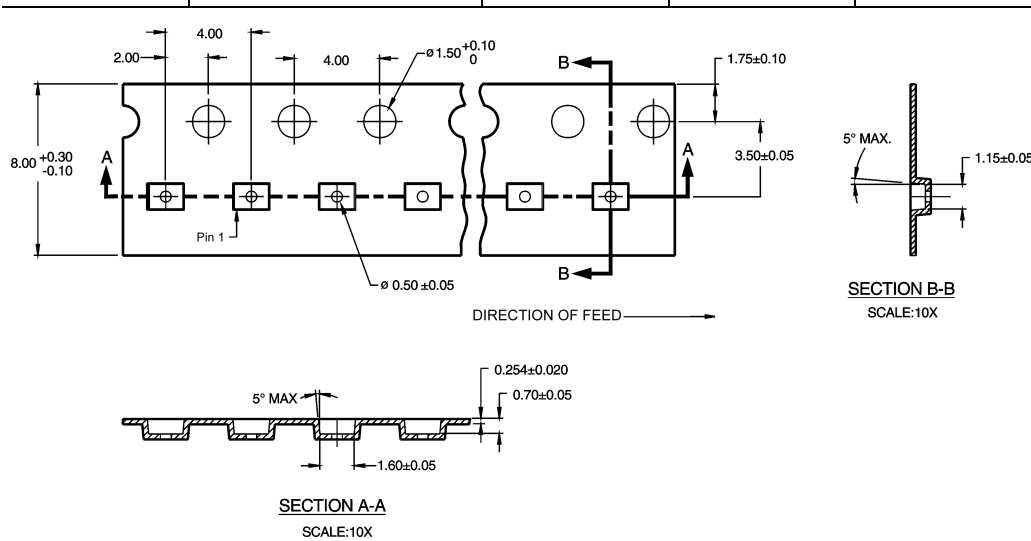 4.00
2.00
4.00
ø1.50 +0.10
0
B
1.75±0.10
8.00 +0.30
-0.10
A
A
3.50±0.05
5° MAX.
1.15±0.05
Pin 1
B
ø 0.50 ±0.05
DIRECTION OF FEED
SECTION B-B
SCALE:10X
0.254±0.020
5° MAX
0.70±0.05
1.60±0.05
SECTION A-A
SCALE:10X